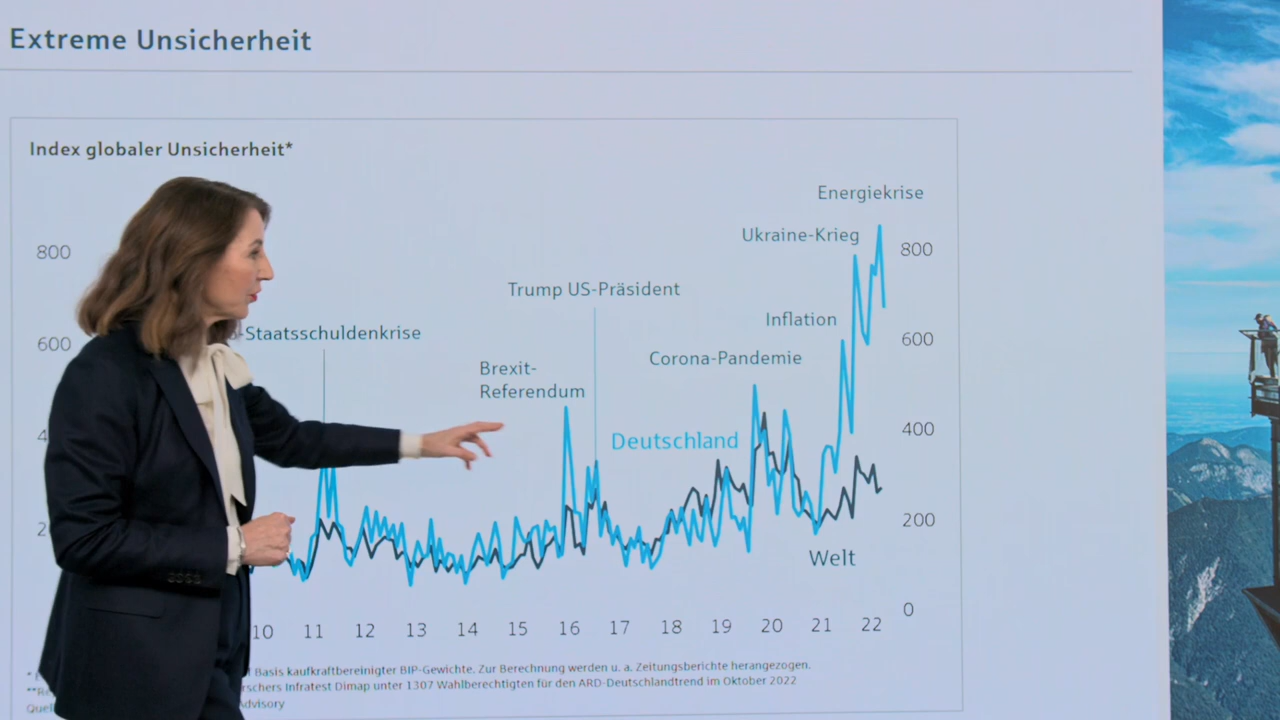 Extreme Unsicherheit
Index globaler Unsicherheit*
Energiekrise
Ukraine-Krieg
800
800
Trump US-Präsident
Inflation
-Staatsschuldenkrise
600
600
Corona-Pandemie
Brexit-
Referendum
Deutschland
400
200
Welt
0
10 11 12 13 14 15 16 17 18 19 20 21 22
Basis kaufkraftbereinigter BIP-Gewichte. Zur Berechnung werden u. a. Zeitungsberichte herangezogen.
rschers Infratest Dimap unter 1307 Wahlberechtigten für den ARD-Deutschlandtrend im Oktober 2022
Advisory